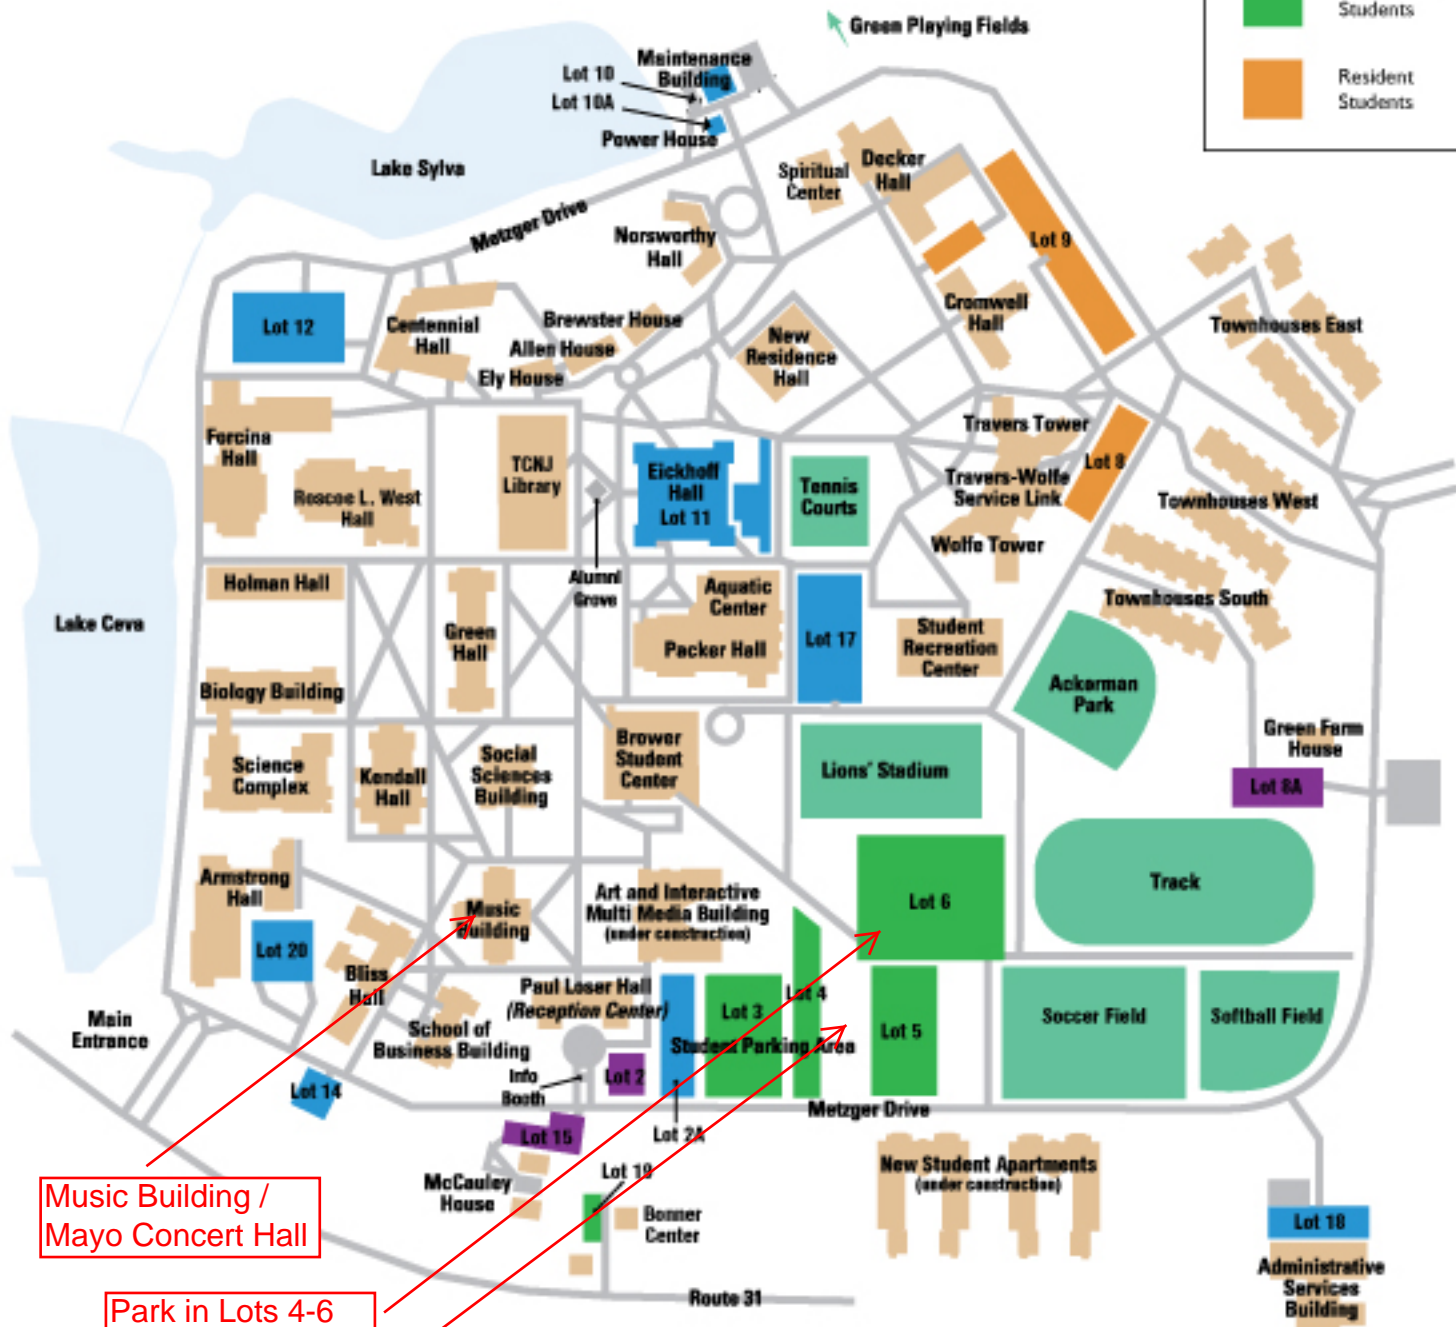 Green Playing Fields
Students
Resident
Students
Maintenance
Building
Lot 10
Lot 10A
Power House
Lake Sylva
Metzger Drive
Spiritual
Center
Decker
Hall
Norsworthy
Hall
Lot 9
Lot 12
Centennial
Hall
Brewster House
Allen House
Ely House
New
Residence
Hall
Cromwell
Hall
Townhouses East
Forcina
Hall
Roscoe L. West
Hall
TCNJ
Library
Eickhoff
Hall
Lot 11
Tennis
Courts
Travers Tower
Travers-Wolfe
Service Link
Wolfe Tower
Lot 8
Townhouses West
Holman Hall
Alumni
Grove
Aquatic
Center
Packer Hall
Lot 17
Student
Recreation
Center
Townhouses South
Lake Ceva
Green
Hall
Biology Building
Ackerman
Park
Green Farm
House
Lot 8A
Science
Complex
Kendall
Hall
Social
Sciences
Building
Brower
Student
Center
Lions' Stadium
Armstrong
Hall
Music
Building
Art and Interactive
Multi Media Building
(under construction)
Lot 6
Track
Lot 20
Bliss
Hall
Paul Loser Hall
(Reception Center)
Lot 3
Lot 4
Lot 5
Student Parking Area
Soccer Field
Softball Field
Main
Entrance
School of
Business Building
Info
Booth
Lot 2
Lot 14
Metzger Drive
Lot 15
Lot 2A
McCauley
House
Lot 19
Bonner
Center
New Student Apartments
(under construction)
Lot 18
Administrative
Services
Building
Route 31
Music Building /
Mayo Concert Hall
Park in Lots 4-6